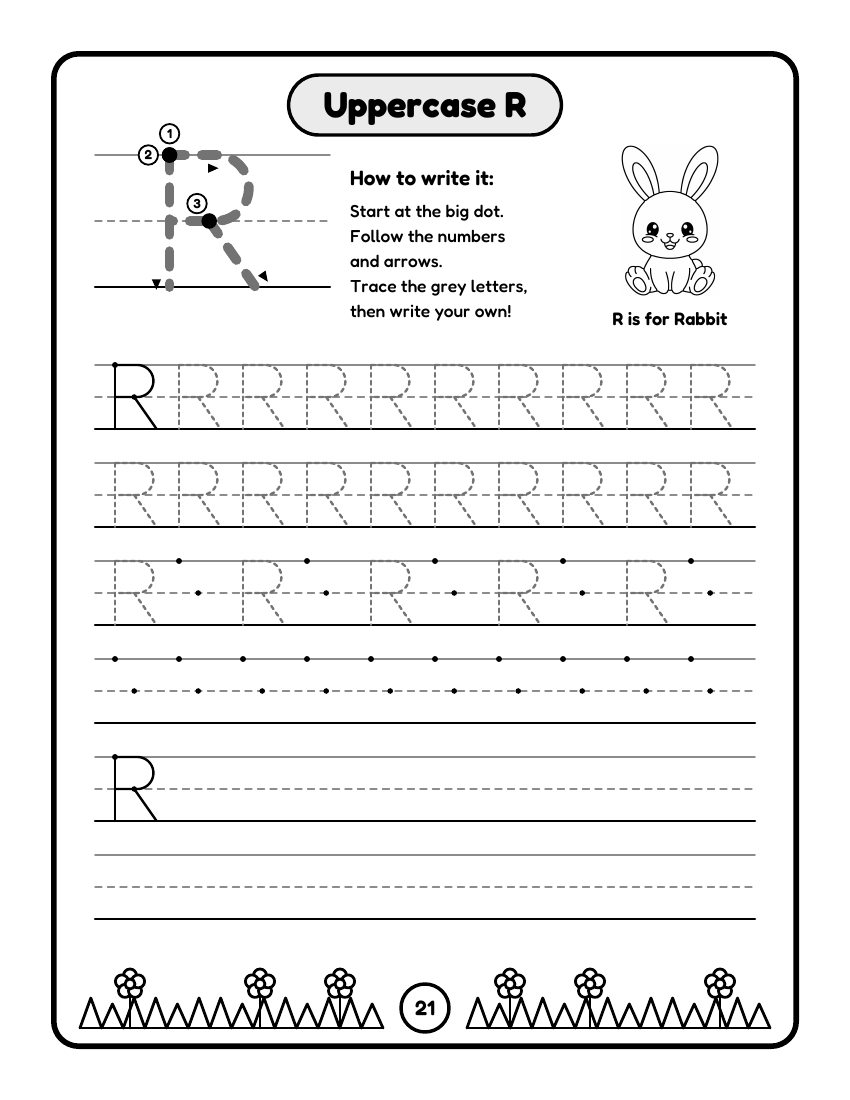 Uppercase R
1
2
3
How to write it:
Start at the big dot.
Follow the numbers
and arrows.
Trace the grey letters,
then write your own!
R is for Rabbit
R R R R R R R R R R
R R R R R R R R R R
R R R R R
R
21